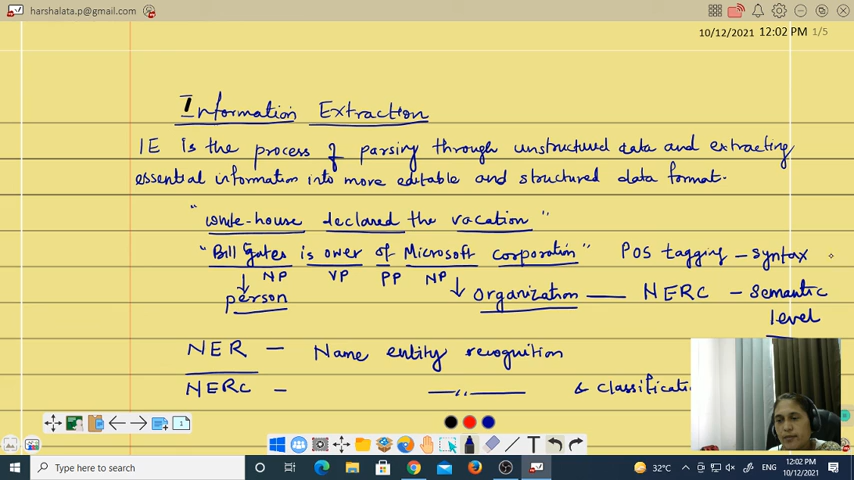 harshalata.p@gmail.com
10/12/2021 12:02 PM 1/5
Information Extraction
IE is the process of parsing through unstructured data and extracting
essential information into more editable and structured data format.
"White-house declared the vacation"
"Bill Gates is ower of Microsoft corporation" POS tagging – syntax
NP VP PP NP
person Organization — NERC – Semantic
level
NER – Name entity recognition
NERC – —"— & classificatio
1
T
Type here to search
32°C ENG 12:02 PM
10/12/2021